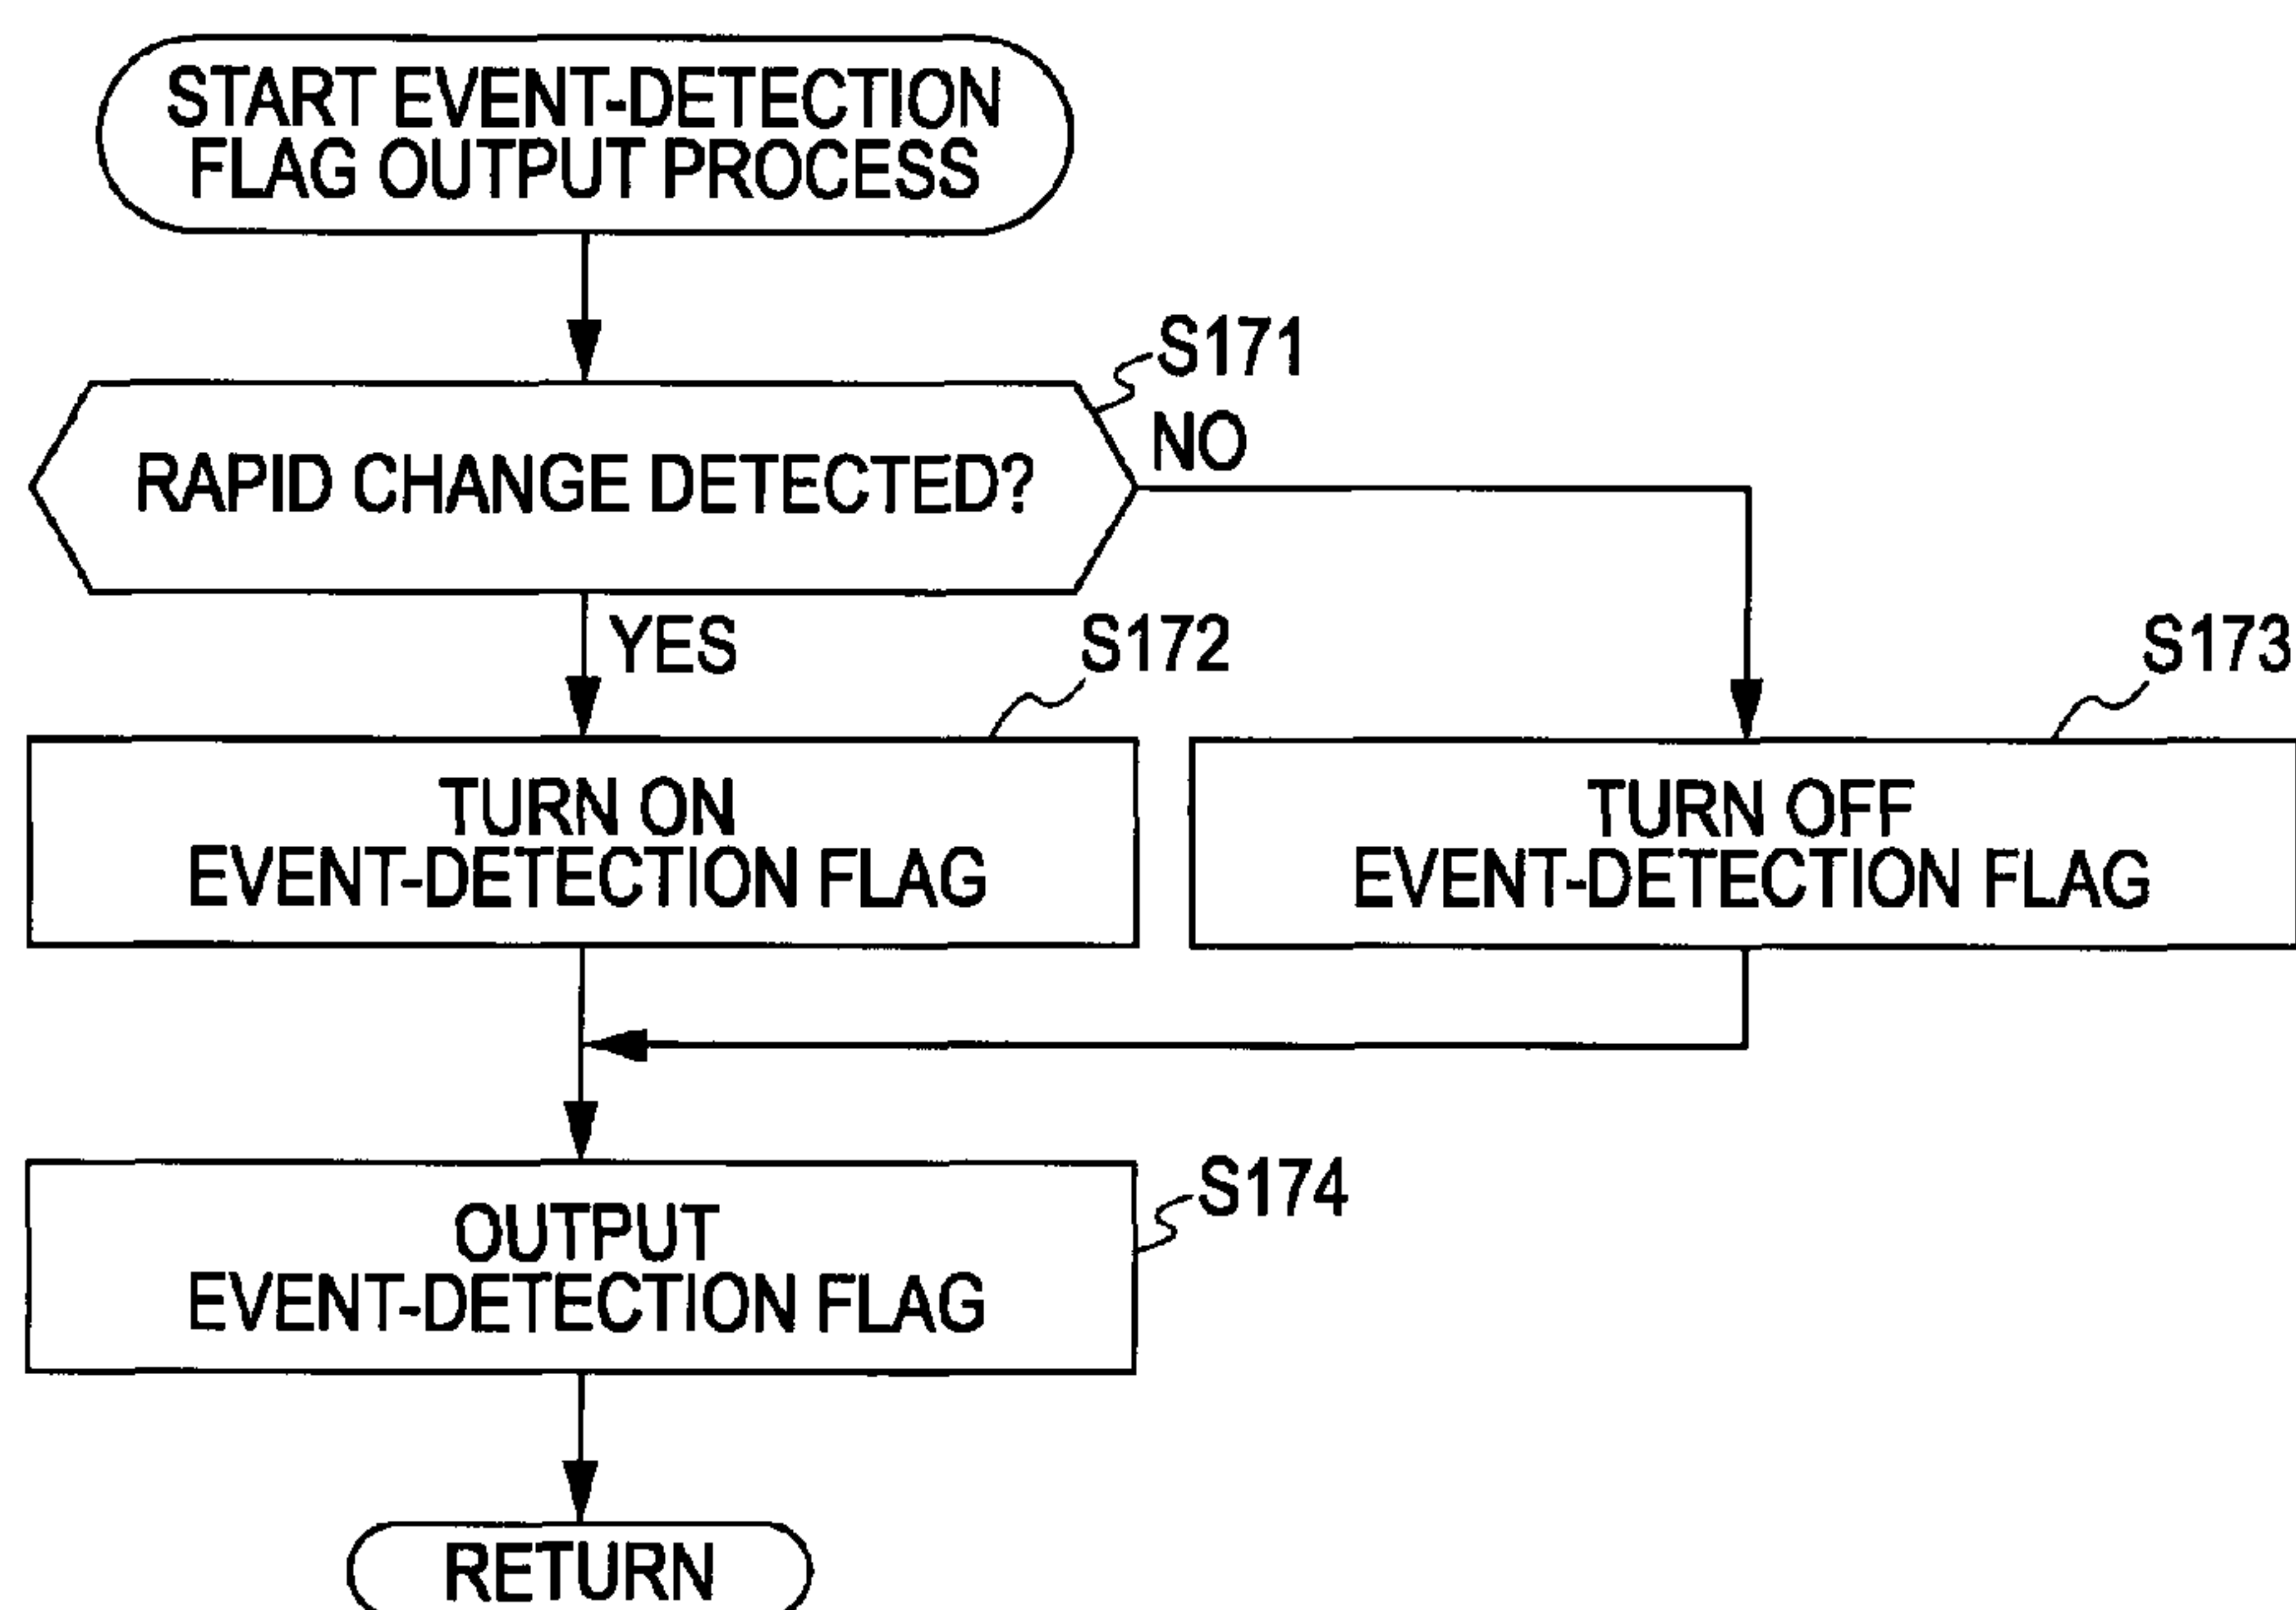 START EVENT-DETECTION
FLAG OUTPUT PROCESS
S171
RAPID CHANGE DETECTED?
NO
YES
S172
S173
TURN ON
EVENT-DETECTION FLAG
TURN OFF
EVENT-DETECTION FLAG
OUTPUT
EVENT-DETECTION FLAG
S174
RETURN